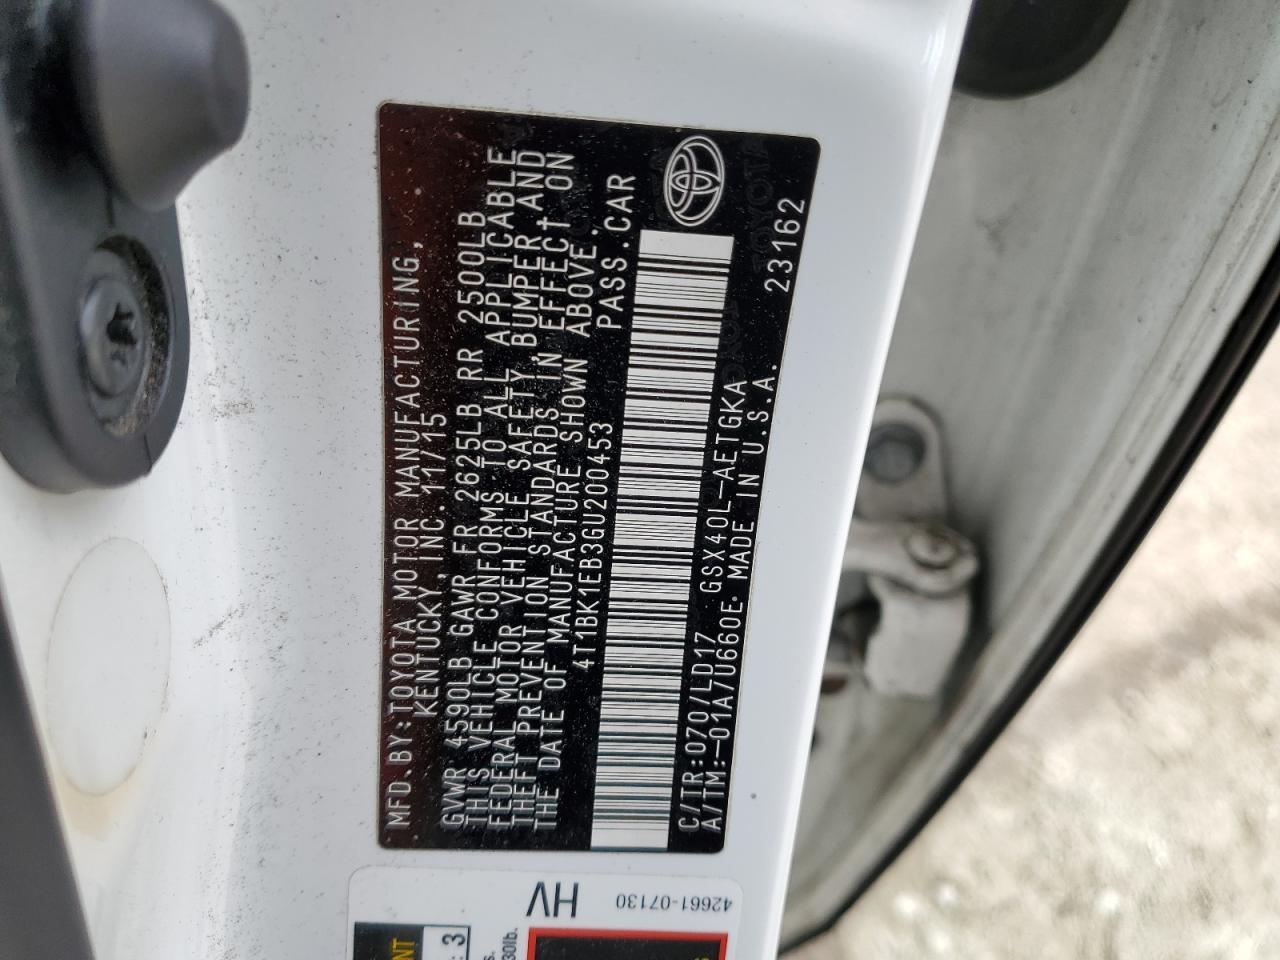 MFD.BY:TOYOTA MOTOR MANUFACTURING,
KENTUCKY,INC. 11/15
GVWR 4590LB GAWR FR 2625LB RR 2500LB
THIS VEHICLE CONFORMS TO ALL APPLICABLE
FEDERAL MOTOR VEHICLE SAFETY, BUMPER AND
THEFT PREVENTION STANDARDS IN EFFECT ON
THE DATE OF MANUFACTURE SHOWN ABOVE.
4T1BK1EB3GU200453 PASS.CAR
C/TR:070/LD17 GSX40L-AETGKA
A/TM:-01A/U660E MADE IN U.S.A. 23162
HV
42661-07130
3
30lb.